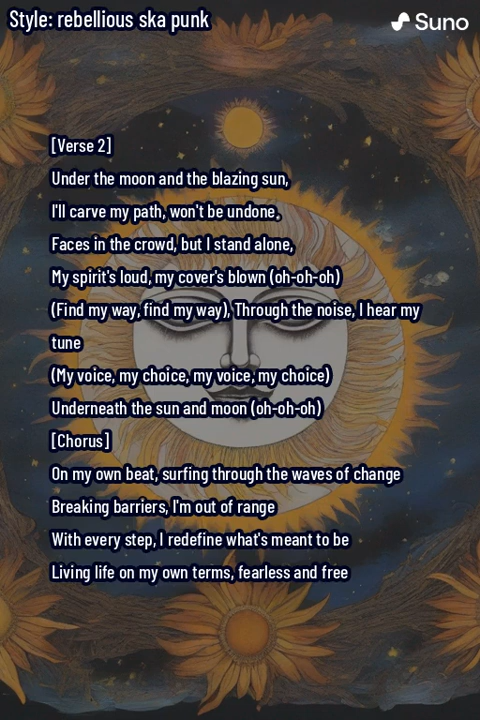 Style: rebellious ska punk
Suno
[Verse 2]
Under the moon and the blazing sun,
I'll carve my path, won't be undone.
Faces in the crowd, but I stand alone,
My spirit's loud, my cover's blown (oh-oh-oh)
(Find my way, find my way), Through the noise, I hear my
tune
(My voice, my choice, my voice, my choice)
Underneath the sun and moon (oh-oh-oh)
[Chorus]
On my own beat, surfing through the waves of change
Breaking barriers, I'm out of range
With every step, I redefine what's meant to be
Living life on my own terms, fearless and free